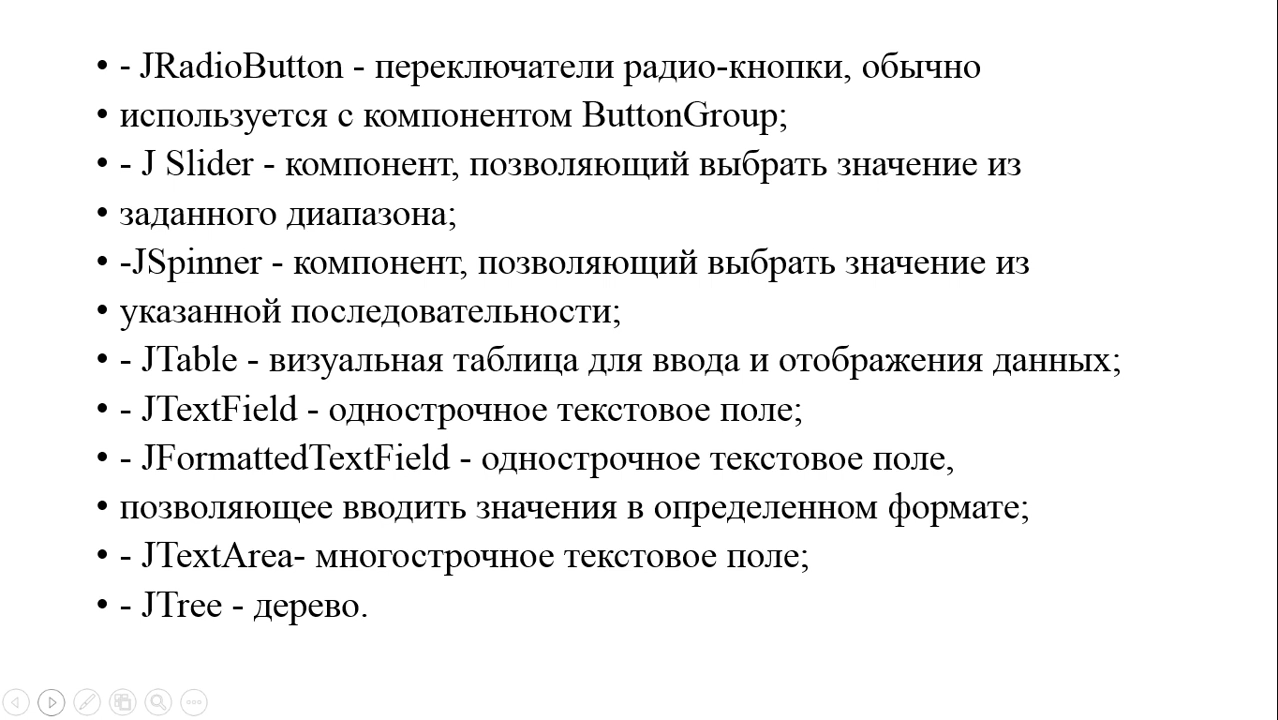 • - JRadioButton - переключатели радио-кнопки, обычно
• используется с компонентом ButtonGroup;
• - J Slider - компонент, позволяющий выбрать значение из
• заданного диапазона;
• -JSpinner - компонент, позволяющий выбрать значение из
• указанной последовательности;
• - JTable - визуальная таблица для ввода и отображения данных;
• - JTextField - однострочное текстовое поле;
• - JFormattedTextField - однострочное текстовое поле,
• позволяющее вводить значения в определенном формате;
• - JTextArea- многострочное текстовое поле;
• - JTree - дерево.